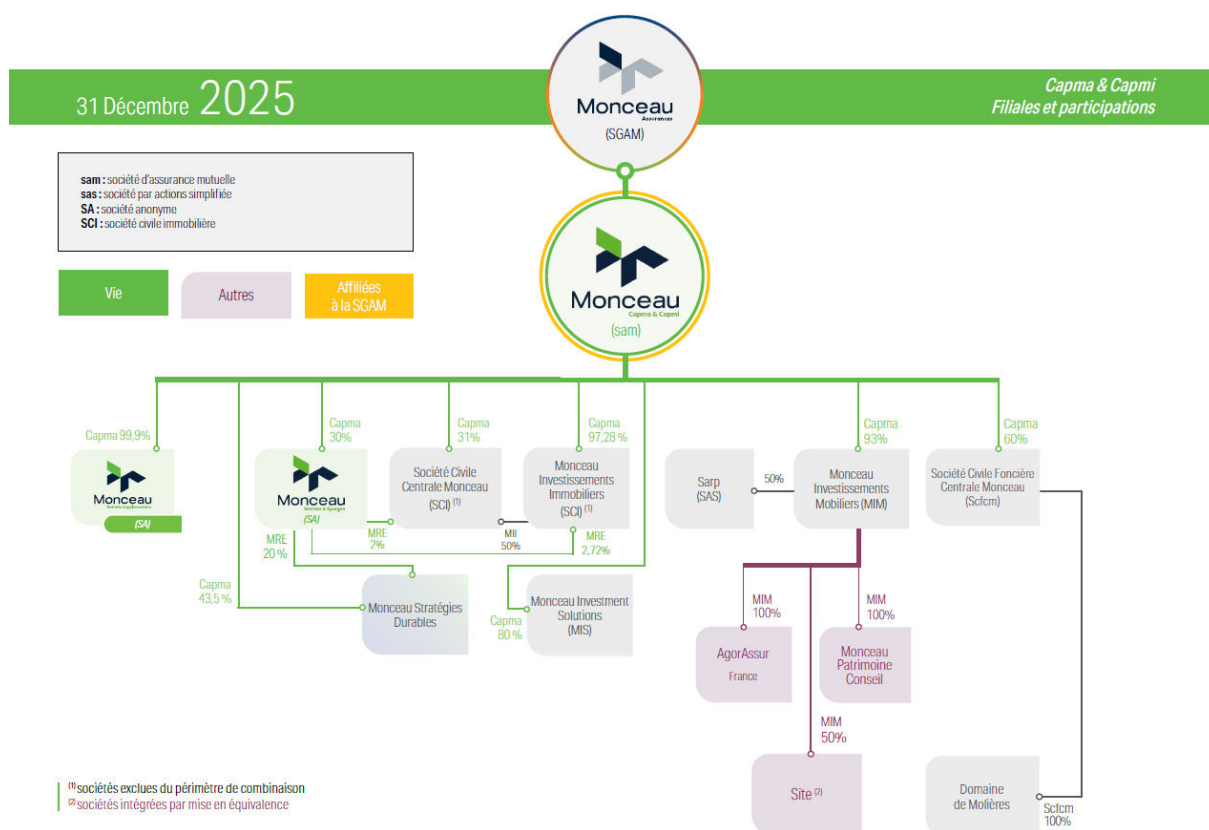 31 Décembre 2025
Monceau
Assurances
(SGAM)
Capma & Capmi
Filiales et participations
sam : société d'assurance mutuelle
sas : société par actions simplifiée
SA : société anonyme
SCI : société civile immobilière
Vie
Autres
Affiliées
à la SGAM
Monceau
Capma & Capmi
(sam)
Capma 99,9%
Capma
30%
Capma
31%
Capma
97,28 %
Capma
93%
Capma
60%
Monceau
Retraite Supplémentaire
(SA)
Monceau
Retraite & Épargne
(SA)
Société Civile
Centrale Monceau
(SCI) (1)
Monceau
Investissements
Immobiliers
(SCI) (1)
Sarp
(SAS)
50%
Monceau
Investissements
Mobiliers (MIM)
Société Civile Foncière
Centrale Monceau
(Scfcm)
MRE
20 %
MRE
2%
MII
50%
MRE
2,72%
Capma
43,5 %
Monceau Stratégies
Durables
Capma
80 %
Monceau Investment
Solutions
(MIS)
MIM
100%
MIM
100%
AgorAssur
France
Monceau
Patrimoine
Conseil
MIM
50%
Site (2)
Domaine
de Molières
Scfcm
100%
(1) sociétés exclues du périmètre de combinaison
(2) sociétés intégrées par mise en équivalence